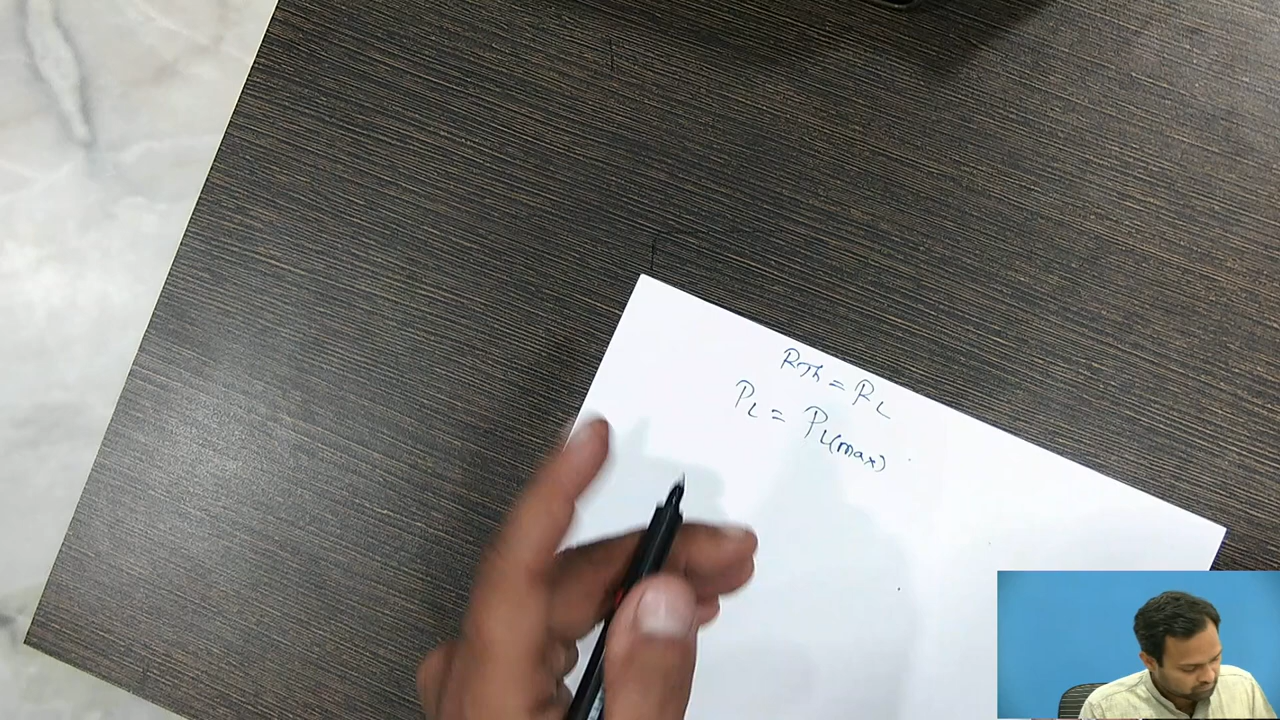 RTh = RL
PL = PL(max)